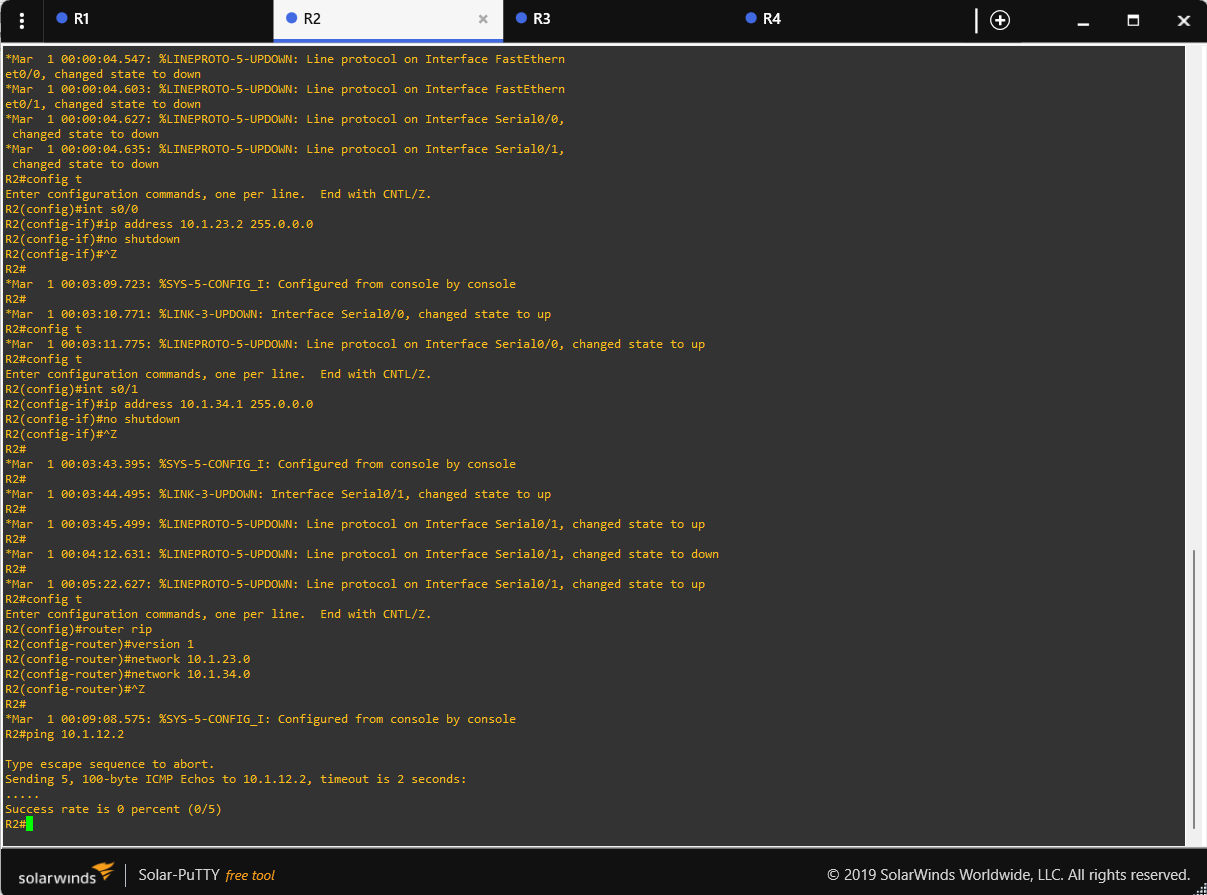 R1
R2
R3
R4
*Mar  1 00:00:04.547: %LINEPROTO-5-UPDOWN: Line protocol on Interface FastEthern
et0/0, changed state to down
*Mar  1 00:00:04.603: %LINEPROTO-5-UPDOWN: Line protocol on Interface FastEthern
et0/1, changed state to down
*Mar  1 00:00:04.627: %LINEPROTO-5-UPDOWN: Line protocol on Interface Serial0/0,
 changed state to down
*Mar  1 00:00:04.635: %LINEPROTO-5-UPDOWN: Line protocol on Interface Serial0/1,
 changed state to down
R2#config t
Enter configuration commands, one per line.  End with CNTL/Z.
R2(config)#int s0/0
R2(config-if)#ip address 10.1.23.2 255.0.0.0
R2(config-if)#no shutdown
R2(config-if)#^Z
R2#
*Mar  1 00:03:09.723: %SYS-5-CONFIG_I: Configured from console by console
R2#
*Mar  1 00:03:10.771: %LINK-3-UPDOWN: Interface Serial0/0, changed state to up
R2#config t
*Mar  1 00:03:11.775: %LINEPROTO-5-UPDOWN: Line protocol on Interface Serial0/0, changed state to up
R2#config t
Enter configuration commands, one per line.  End with CNTL/Z.
R2(config)#int s0/1
R2(config-if)#ip address 10.1.34.1 255.0.0.0
R2(config-if)#no shutdown
R2(config-if)#^Z
R2#
*Mar  1 00:03:43.395: %SYS-5-CONFIG_I: Configured from console by console
R2#
*Mar  1 00:03:44.495: %LINK-3-UPDOWN: Interface Serial0/1, changed state to up
R2#
*Mar  1 00:03:45.499: %LINEPROTO-5-UPDOWN: Line protocol on Interface Serial0/1, changed state to up
R2#
*Mar  1 00:04:12.631: %LINEPROTO-5-UPDOWN: Line protocol on Interface Serial0/1, changed state to down
R2#
*Mar  1 00:05:22.627: %LINEPROTO-5-UPDOWN: Line protocol on Interface Serial0/1, changed state to up
R2#config t
Enter configuration commands, one per line.  End with CNTL/Z.
R2(config)#router rip
R2(config-router)#version 1
R2(config-router)#network 10.1.23.0
R2(config-router)#network 10.1.34.0
R2(config-router)#^Z
R2#
*Mar  1 00:09:08.575: %SYS-5-CONFIG_I: Configured from console by console
R2#ping 10.1.12.2

Type escape sequence to abort.
Sending 5, 100-byte ICMP Echos to 10.1.12.2, timeout is 2 seconds:
.....
Success rate is 0 percent (0/5)
R2#
solarwinds
Solar-PuTTY free tool
© 2019 SolarWinds Worldwide, LLC. All rights reserved.